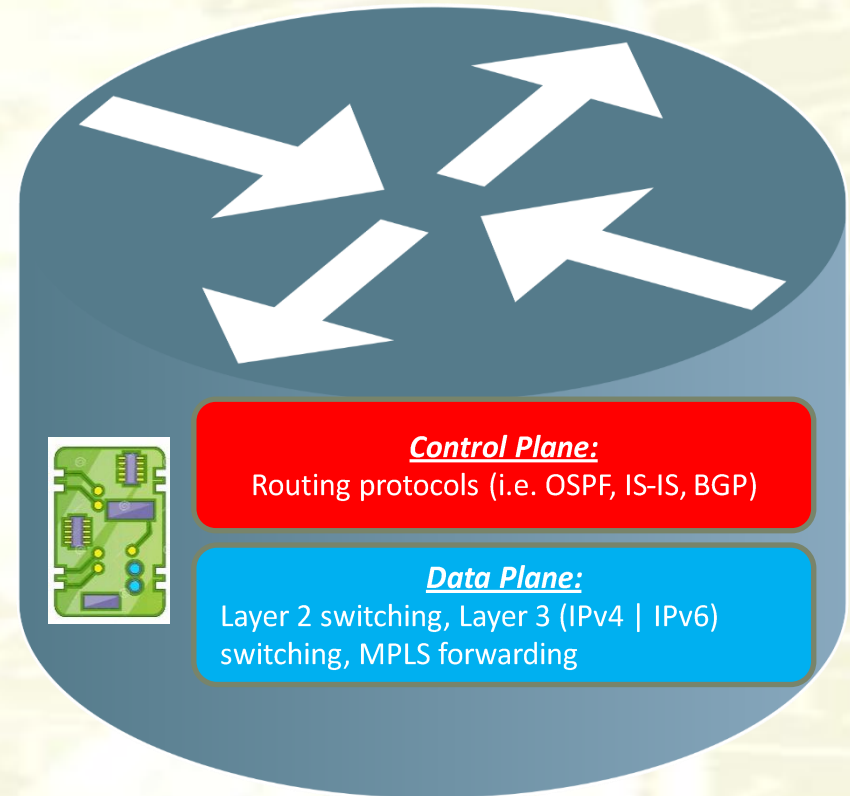 Control Plane:
Routing protocols (i.e. OSPF, IS-IS, BGP)
Data Plane:
Layer 2 switching, Layer 3 (IPv4 | IPv6)
switching, MPLS forwarding